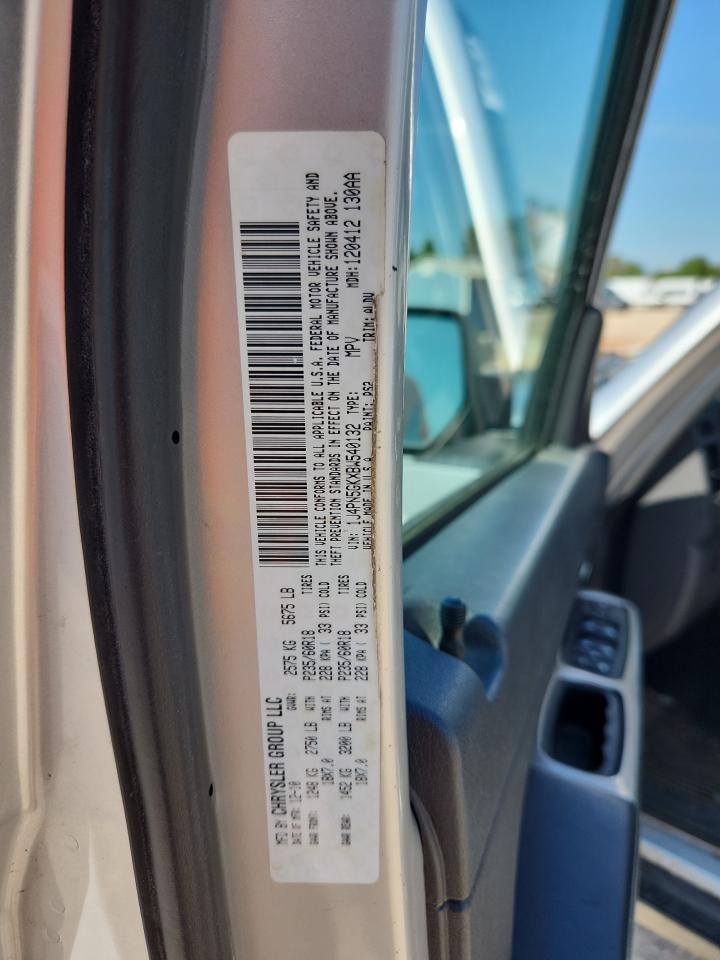 MFD BY CHRYSLER GROUP LLC
DATE OF MFR: 12-10 GVWR: 2575 KG 5675 LB
GAWR FRONT: 1248 KG 2750 LB WITH P235/60R18 TIRES
18X7.0 RIMS AT 228 KPA ( 33 PSI) COLD
GAWR REAR: 1452 KG 3200 LB WITH P235/60R18 TIRES
18X7.0 RIMS AT 228 KPA ( 33 PSI) COLD
THIS VEHICLE CONFORMS TO ALL APPLICABLE U.S.A. FEDERAL MOTOR VEHICLE SAFETY AND
THEFT PREVENTION STANDARDS IN EFFECT ON THE DATE OF MANUFACTURE SHOWN ABOVE.
VIN: 1J4PN5GKXBW540132 TYPE: MPV MDH: 120412 130AA
VEHICLE MADE IN U.S.A. PAINT: PS2 TRIM: ALDV